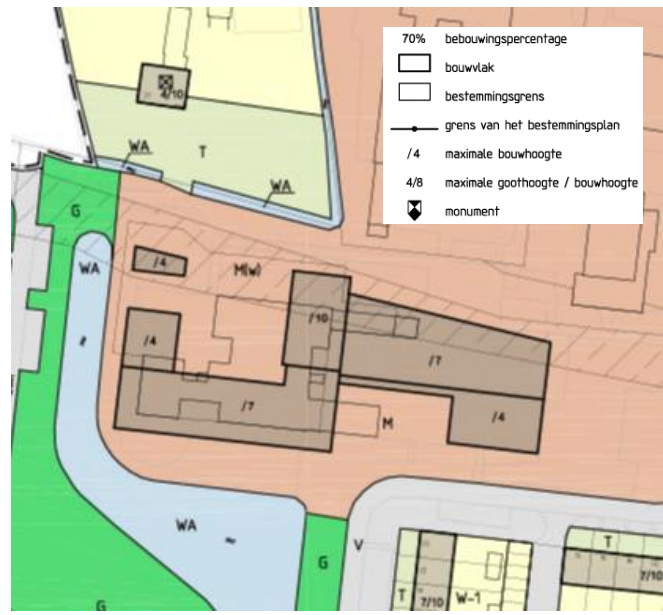 70% bebouwingspercentage
bouwvlak
bestemmingsgrens
grens van het bestemmingsplan
/4 maximale bouwhoogte
4/8 maximale goothoogte / bouwhoogte
monument
4/10
WA
T
WA
G
WA
/4
M(w)
/10
/4
/7
/7
/4
M
WA
V
G
T
7/10
T
7/10
W-1
G